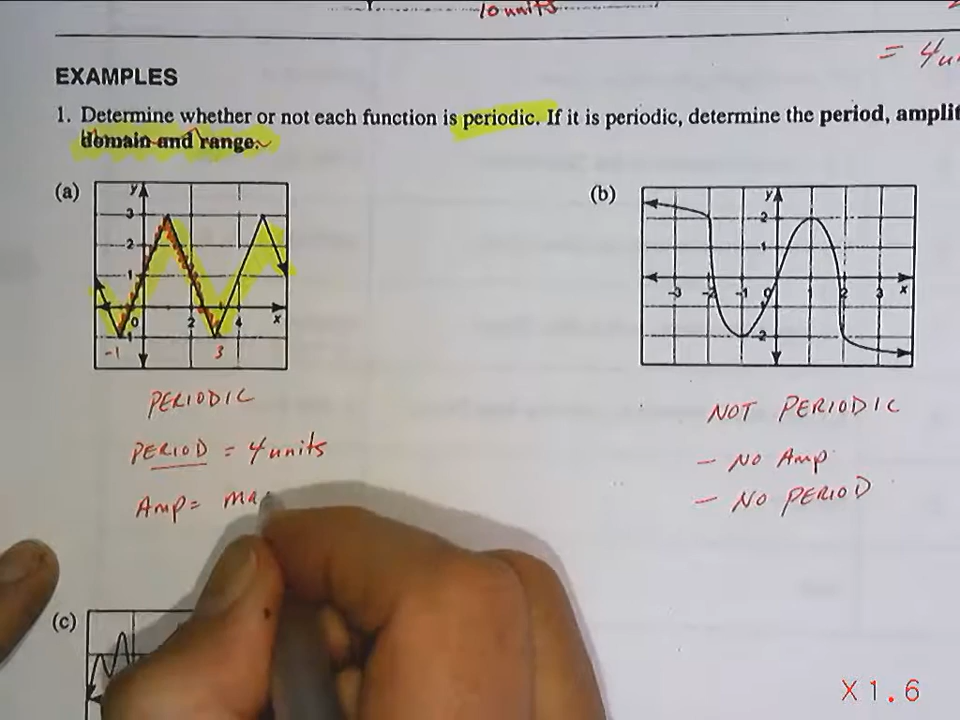 10 units
= 4u
EXAMPLES
1. Determine whether or not each function is periodic. If it is periodic, determine the period, amplit
domain and range.
(a)
y
3
2
1
0 2 4 x
-1
-1 3
(b)
y
2
1
-3 -2 -1 0 1 2 3 x
-2
PERIODIC
PERIOD = 4 units
Amp = ma
NOT PERIODIC
- NO Amp
- NO PERIOD
(c)
X1.6